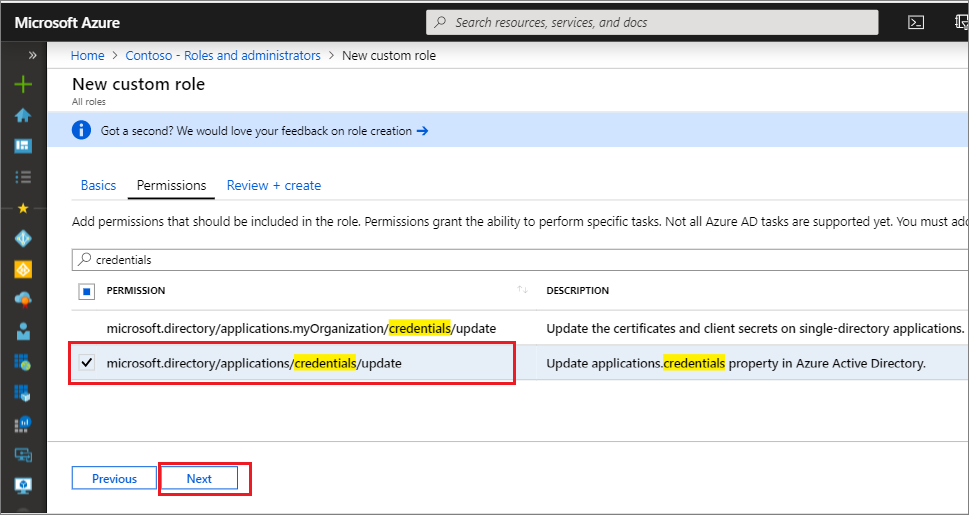 Microsoft Azure
Search resources, services, and docs
Home > Contoso - Roles and administrators > New custom role
New custom role
All roles
Got a second? We would love your feedback on role creation →
Basics Permissions Review + create
Add permissions that should be included in the role. Permissions grant the ability to perform specific tasks. Not all Azure AD tasks are supported yet. You must add
credentials
PERMISSION ↑↓ DESCRIPTION
microsoft.directory/applications.myOrganization/credentials/update Update the certificates and client secrets on single-directory applications.
microsoft.directory/applications/credentials/update Update applications.credentials property in Azure Active Directory.
Previous Next